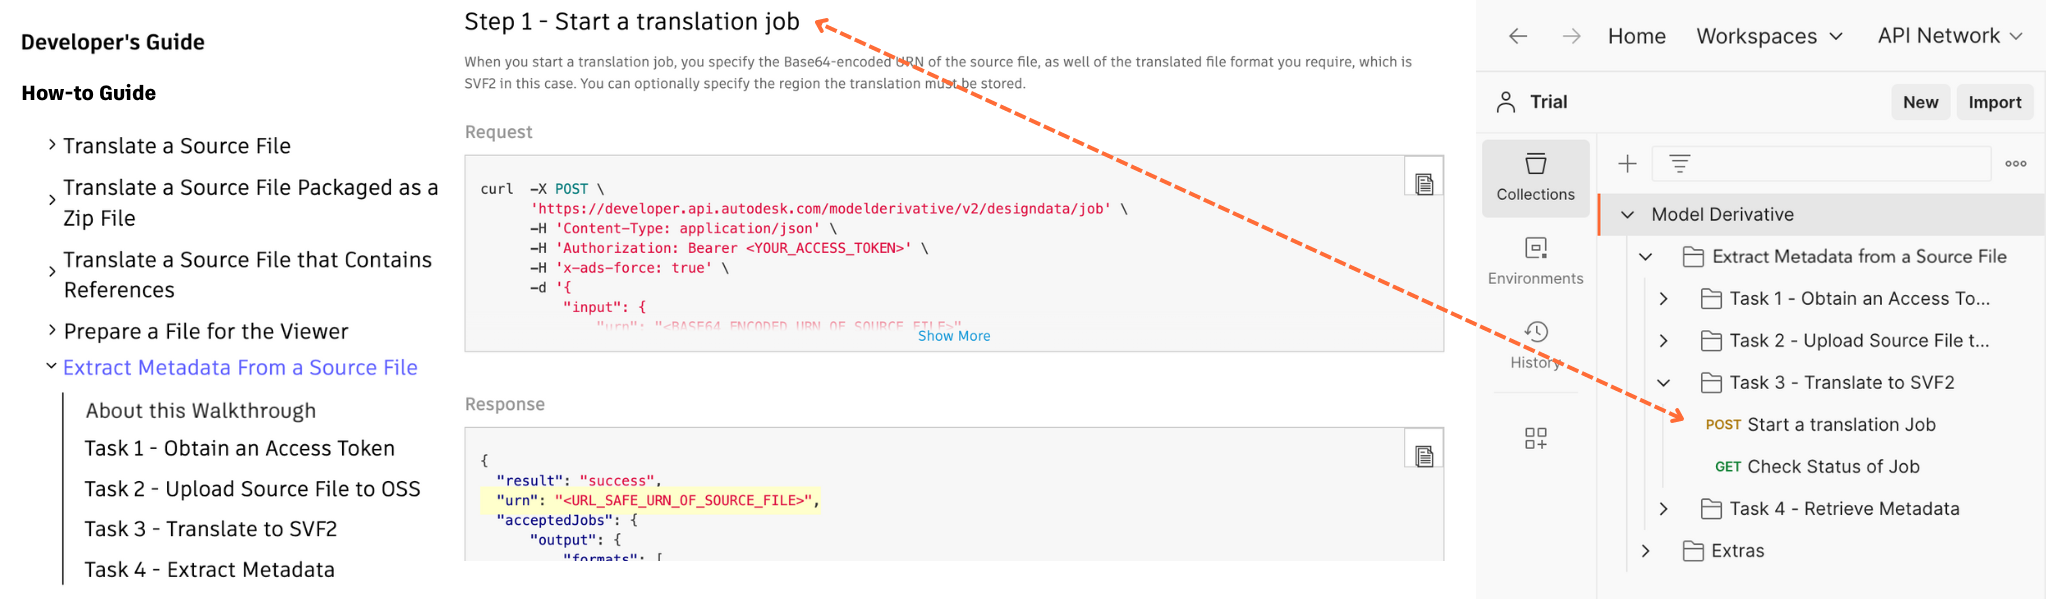 Developer's Guide
How-to Guide
Translate a Source File
Translate a Source File Packaged as a
Zip File
Translate a Source File that Contains
References
Prepare a File for the Viewer
Extract Metadata From a Source File
About this Walkthrough
Task 1 - Obtain an Access Token
Task 2 - Upload Source File to OSS
Task 3 - Translate to SVF2
Task 4 - Extract Metadata
Step 1 - Start a translation job
When you start a translation job, you specify the Base64-encoded URN of the source file, as well of the translated file format you require, which is
SVF2 in this case. You can optionally specify the region the translation must be stored.
Request
curl -X POST \
'https://developer.api.autodesk.com/modelderivative/v2/designdata/job' \
-H 'Content-Type: application/json' \
-H 'Authorization: Bearer <YOUR_ACCESS_TOKEN>' \
-H 'x-ads-force: true' \
-d '{
"input": {
"urn": "<BASE64_ENCODED_URN_OF_SOURCE_FILE>"
Show More
Response
{
"result": "success",
"urn": "<URL_SAFE_URN_OF_SOURCE_FILE>",
"acceptedJobs": {
"output": {
"formats": [
Home Workspaces API Network
Trial New Import
Collections
Environments
History
Model Derivative
Extract Metadata from a Source File
Task 1 - Obtain an Access To...
Task 2 - Upload Source File t...
Task 3 - Translate to SVF2
POST Start a translation Job
GET Check Status of Job
Task 4 - Retrieve Metadata
Extras